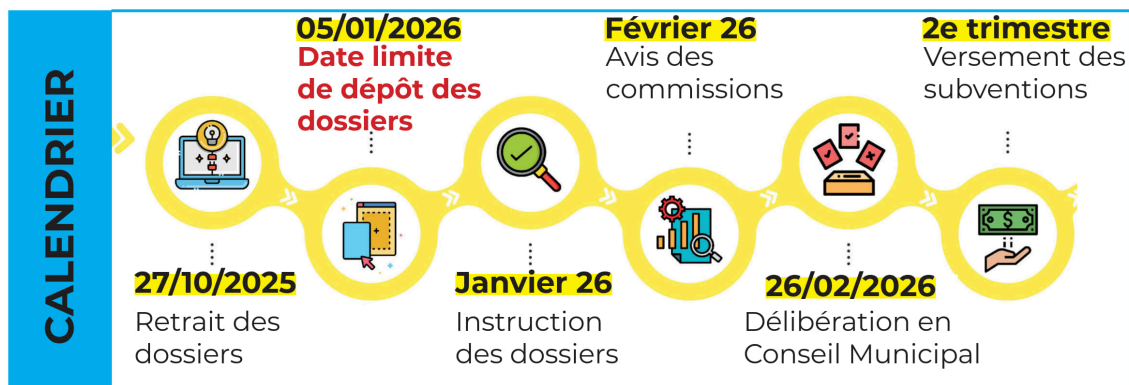 CALENDRIER
27/10/2025
Retrait des
dossiers
05/01/2026
Date limite
de dépôt des
dossiers
Janvier 26
Instruction
des dossiers
Février 26
Avis des
commissions
26/02/2026
Délibération en
Conseil Municipal
2e trimestre
Versement des
subventions